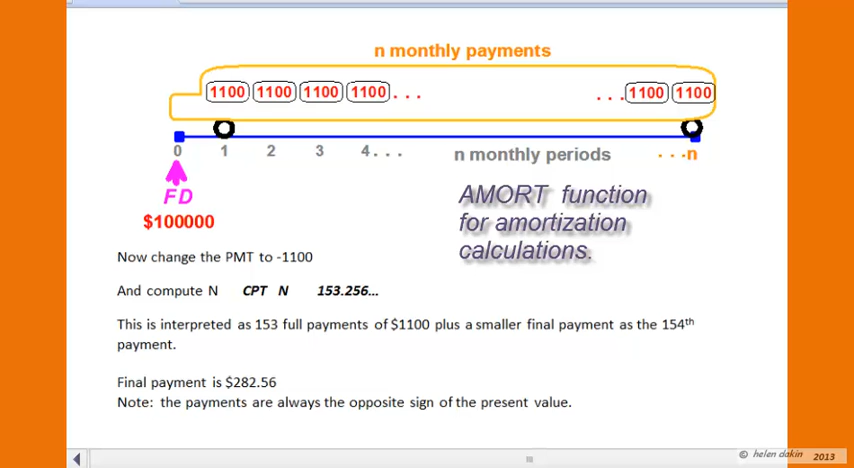 n monthly payments
1100 1100 1100 1100 . . . . . . 1100 1100
0 1 2 3 4 . . . n monthly periods . . . n
FD
$100000
AMORT function
for amortization
calculations.
Now change the PMT to -1100
And compute N CPT N 153.256...
This is interpreted as 153 full payments of $1100 plus a smaller final payment as the 154th
payment.
Final payment is $282.56
Note: the payments are always the opposite sign of the present value.
© helen dakin 2013